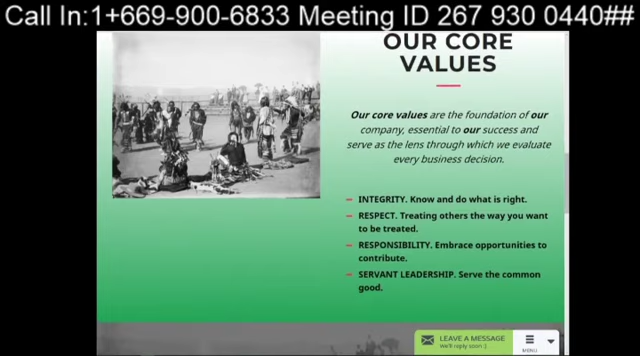 Call In:1+669-900-6833 Meeting ID 267 930 0440##
OUR CORE
VALUES
Our core values are the foundation of our
company, essential to our success and
serve as the lens through which we evaluate
every business decision.
INTEGRITY. Know and do what is right.
RESPECT. Treating others the way you want
to be treated.
RESPONSIBILITY. Embrace opportunities to
contribute.
SERVANT LEADERSHIP. Serve the common
good.
LEAVE A MESSAGE
We'll reply soon :)
MENU